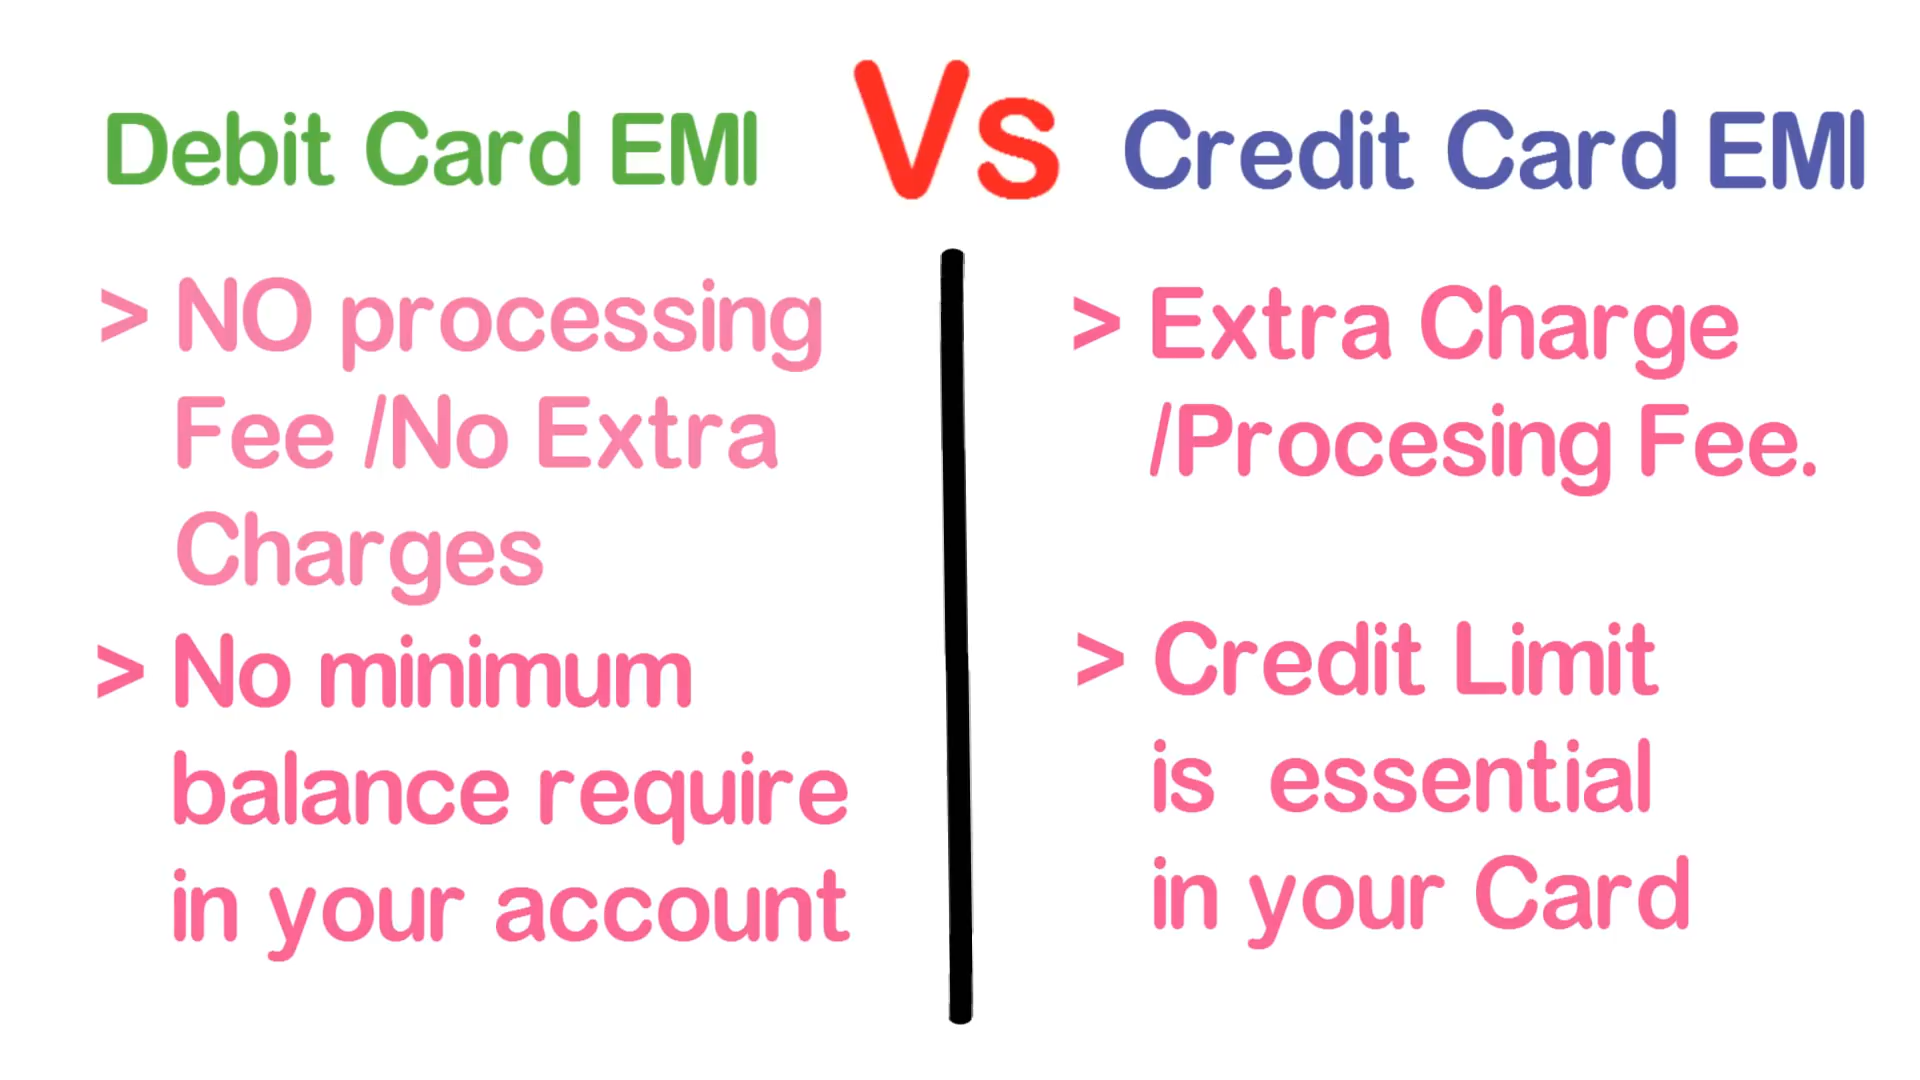 Debit Card EMI Vs Credit Card EMI
> NO processing
Fee /No Extra
Charges
> No minimum
balance require
in your account
> Extra Charge
/Procesing Fee.
> Credit Limit
is essential
in your Card